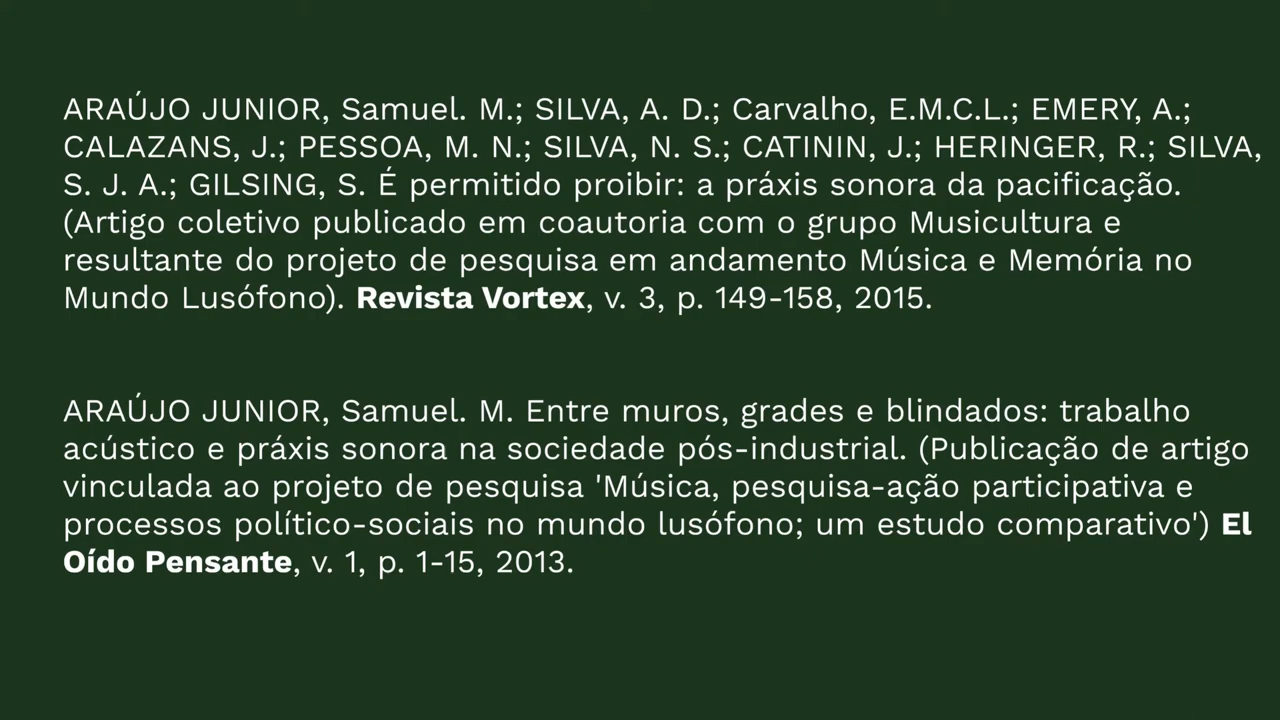 ARAÚJO JUNIOR, Samuel. M.; SILVA, A. D.; Carvalho, E.M.C.L.; EMERY, A.;
CALAZANS, J.; PESSOA, M. N.; SILVA, N. S.; CATININ, J.; HERINGER, R.; SILVA,
S. J. A.; GILSING, S. É permitido proibir: a práxis sonora da pacificação.
(Artigo coletivo publicado em coautoria com o grupo Musicultura e
resultante do projeto de pesquisa em andamento Música e Memória no
Mundo Lusófono). Revista Vortex, v. 3, p. 149-158, 2015.
ARAÚJO JUNIOR, Samuel. M. Entre muros, grades e blindados: trabalho
acústico e práxis sonora na sociedade pós-industrial. (Publicação de artigo
vinculada ao projeto de pesquisa 'Música, pesquisa-ação participativa e
processos político-sociais no mundo lusófono; um estudo comparativo') El
Oído Pensante, v. 1, p. 1-15, 2013.